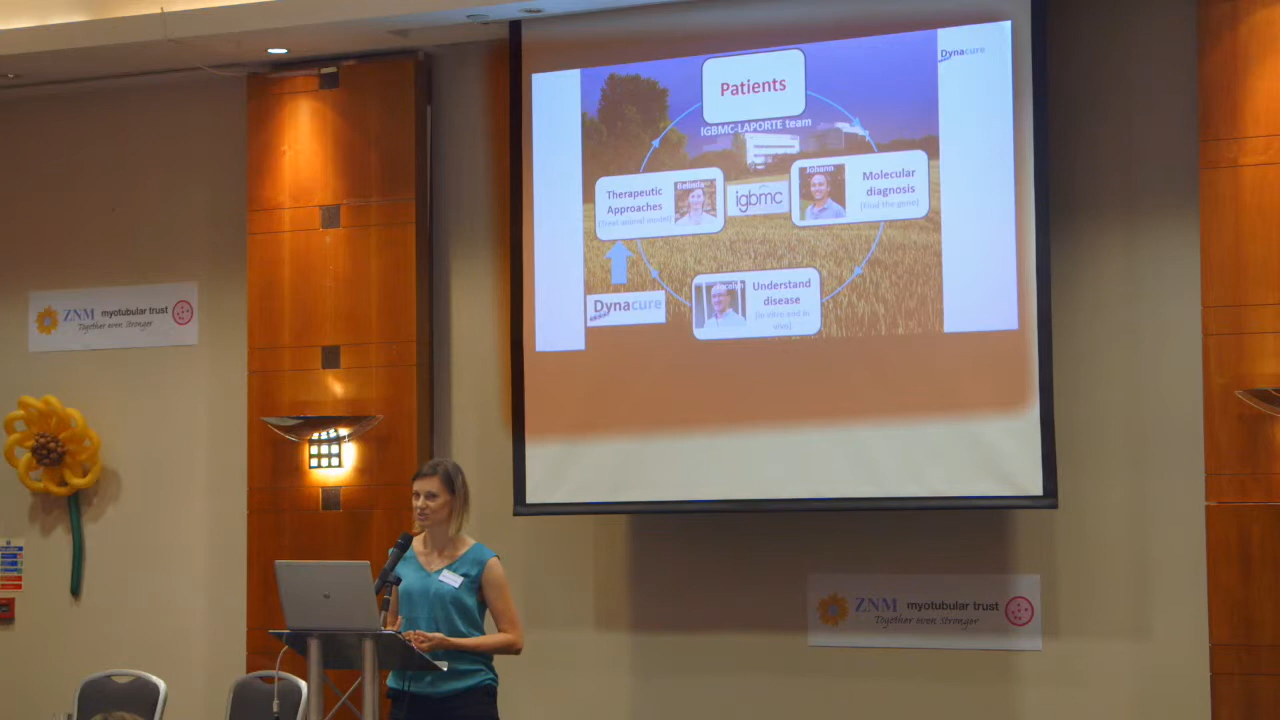 Patients
Dynacure
IGBMC-LAPORTE team
Therapeutic
Approaches
(Treat animal model)
Belinda
igbmc
Johann
Molecular
diagnosis
(Find the gene)
Dynacure
Jocelyn
Understand
disease
(In vitro and in
vivo)
ZNM myotubular trust
Together even Stronger
ZNM myotubular trust
Together even Stronger